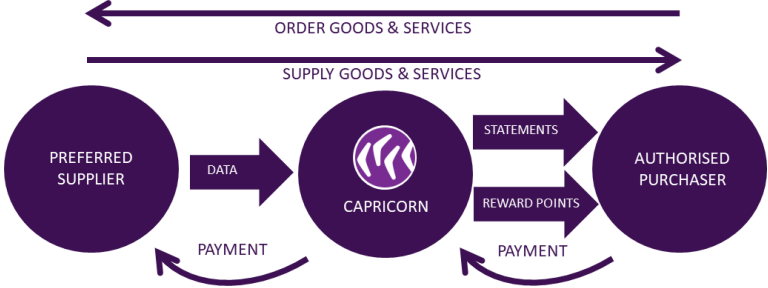 ORDER GOODS & SERVICES
SUPPLY GOODS & SERVICES
PREFERRED
SUPPLIER
DATA
CAPRICORN
STATEMENTS
REWARD POINTS
AUTHORISED
PURCHASER
PAYMENT
PAYMENT